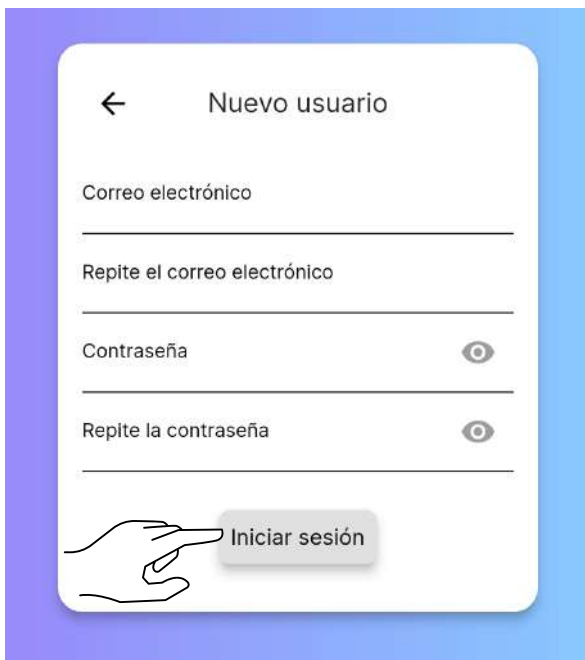 Nuevo usuario
Correo electrónico
Repite el correo electrónico
Contraseña
Repite la contraseña
Iniciar sesión